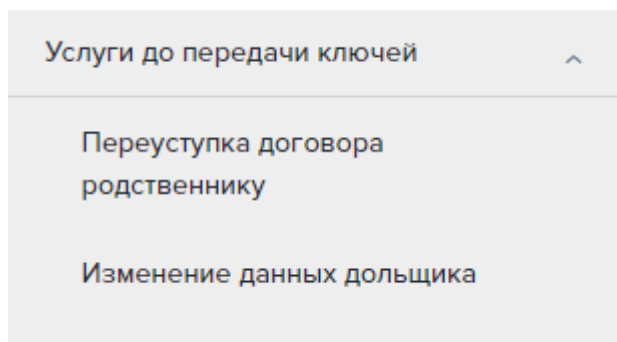 Услуги до передачи ключей
Переуступка договора
родственнику
Изменение данных дольщика